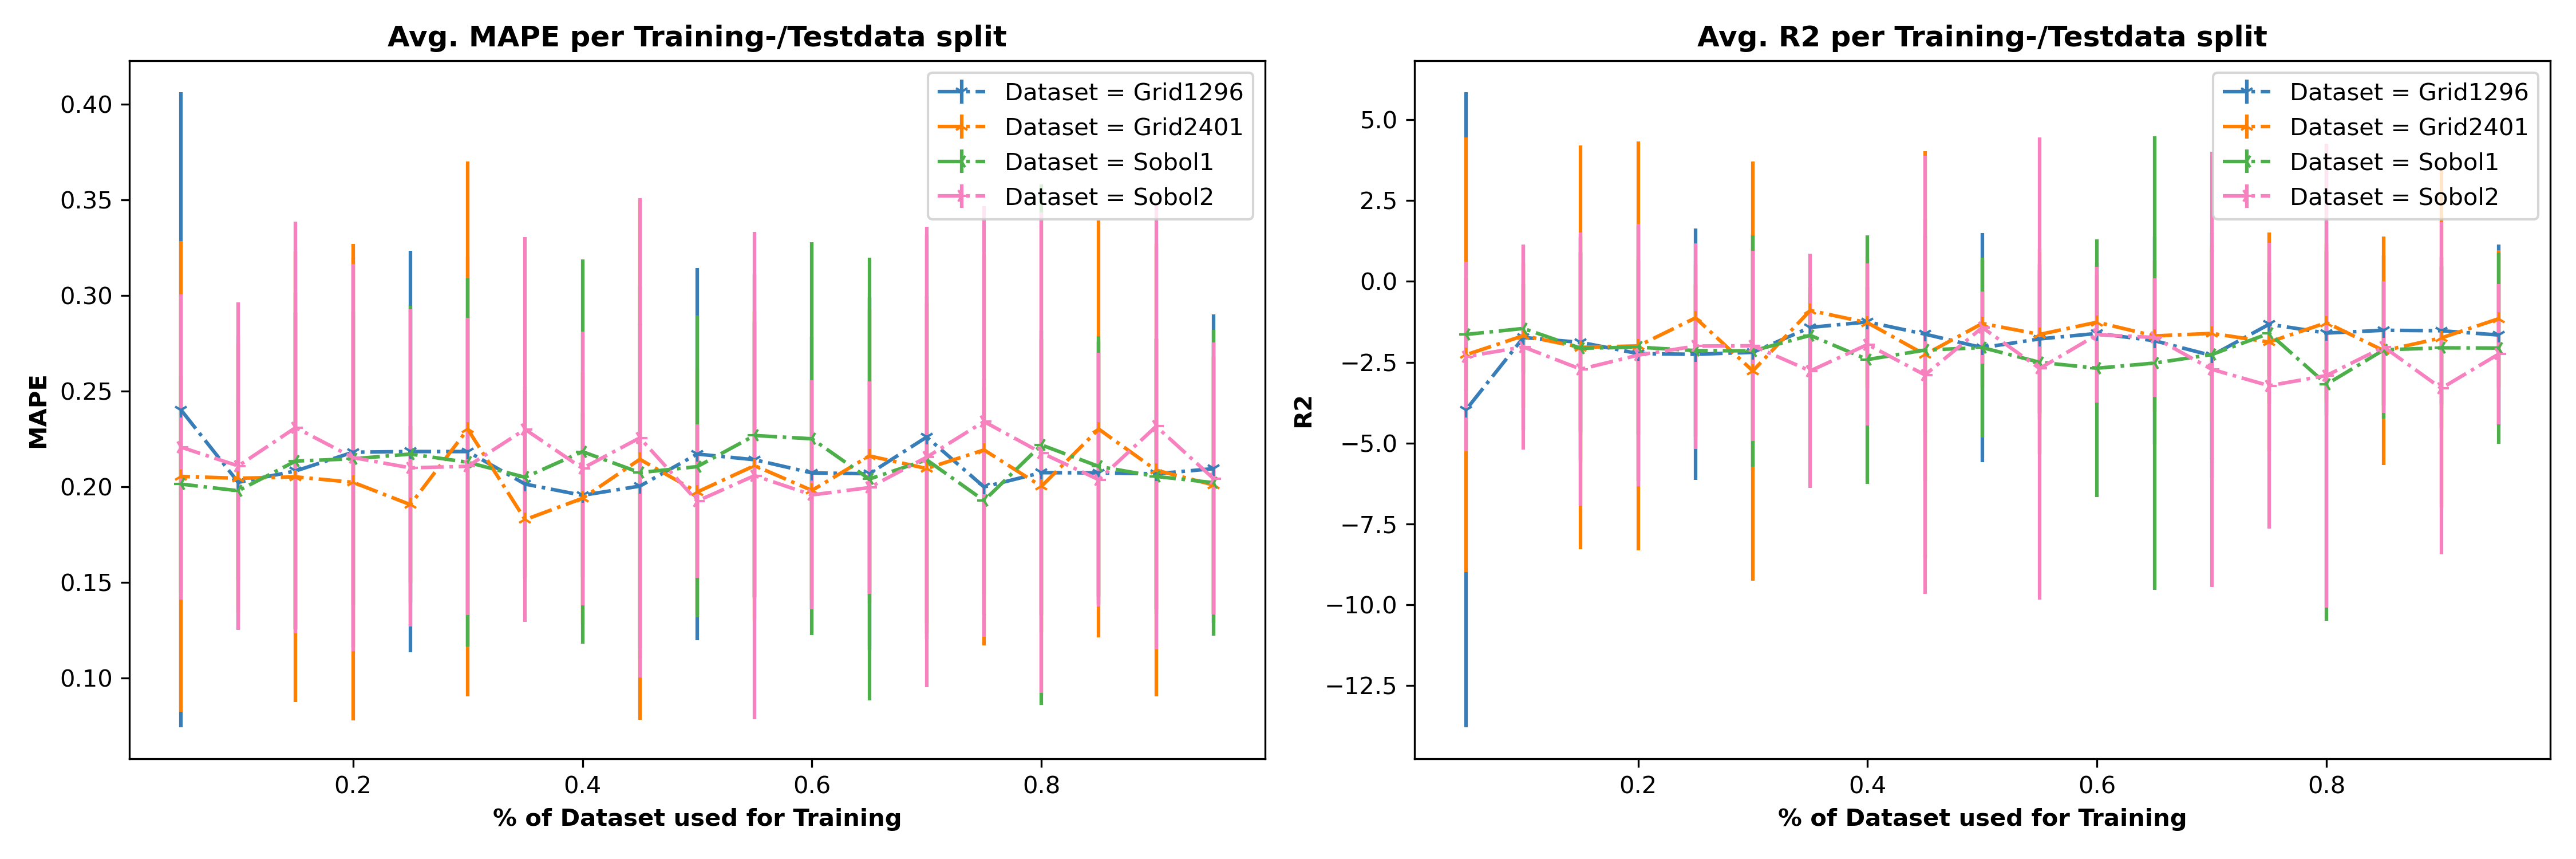 Avg. MAPE per Training-/Testdata split
MAPE
0.40
0.35
0.30
0.25
0.20
0.15
0.10
0.2 0.4 0.6 0.8
% of Dataset used for Training
Dataset = Grid1296
Dataset = Grid2401
Dataset = Sobol1
Dataset = Sobol2
Avg. R2 per Training-/Testdata split
R2
5.0
2.5
0.0
−2.5
−5.0
−7.5
−10.0
−12.5
0.2 0.4 0.6 0.8
% of Dataset used for Training
Dataset = Grid1296
Dataset = Grid2401
Dataset = Sobol1
Dataset = Sobol2